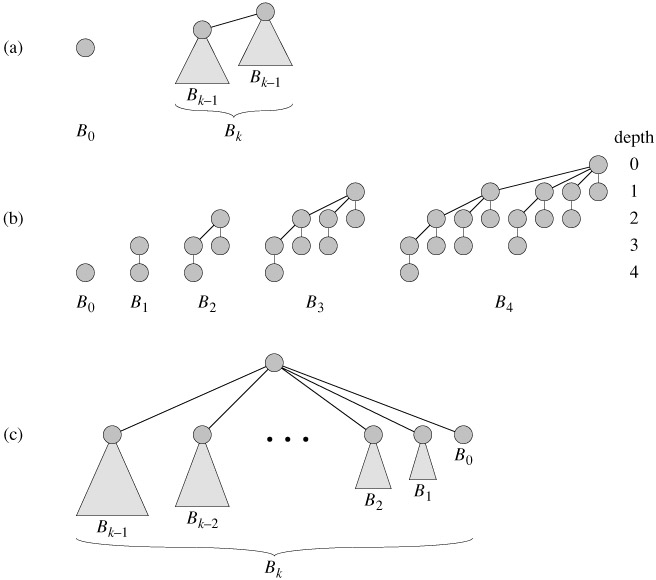 (a)
B_{k–1}
B_{k–1}
B_0
B_k
depth
0
1
(b)
2
3
4
B_0
B_1
B_2
B_3
B_4
(c)
• • •
B_0
B_1
B_2
B_{k–2}
B_{k–1}
B_k